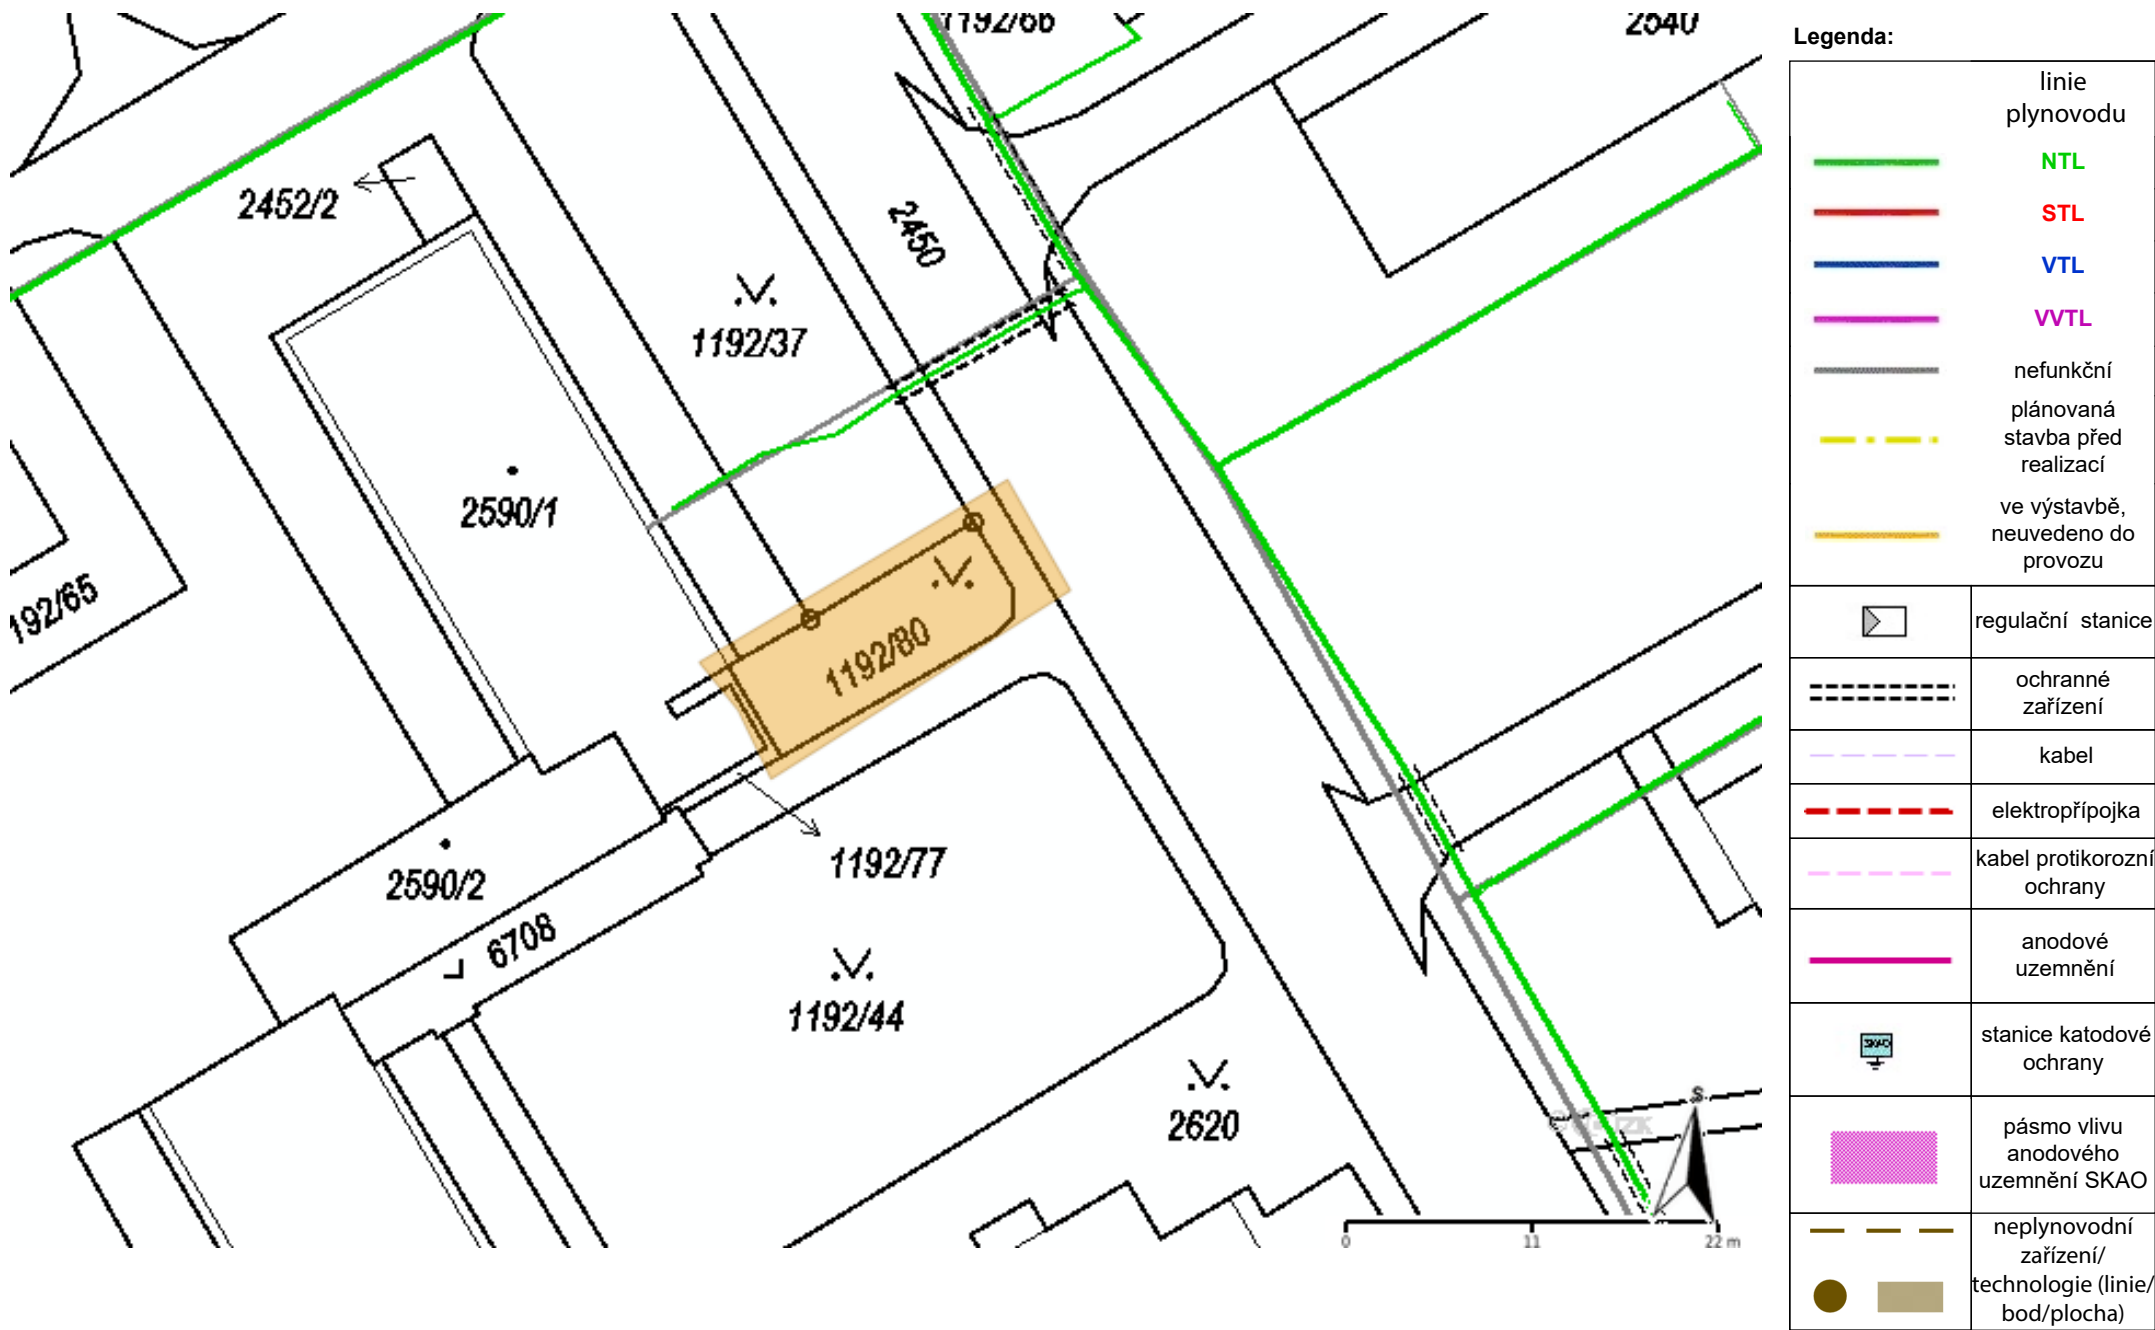 1192/66
2540
2452/2
2450
1192/37
2590/1
192/65
1192/80
1192/77
2590/2
6708
1192/44
2620
S
0 11 22 m
Legenda:
linie
plynovodu
NTL
STL
VTL
VVTL
nefunkční
plánovaná
stavba před
realizací
ve výstavbě,
neuvedeno do
provozu
regulační stanice
ochranné
zařízení
kabel
elektropřípojka
kabel protikorozní
ochrany
anodové
uzemnění
SKAO
stanice katodové
ochrany
pásmo vlivu
anodového
uzemnění SKAO
neplynovodní
zařízení/
technologie (linie/
bod/plocha)